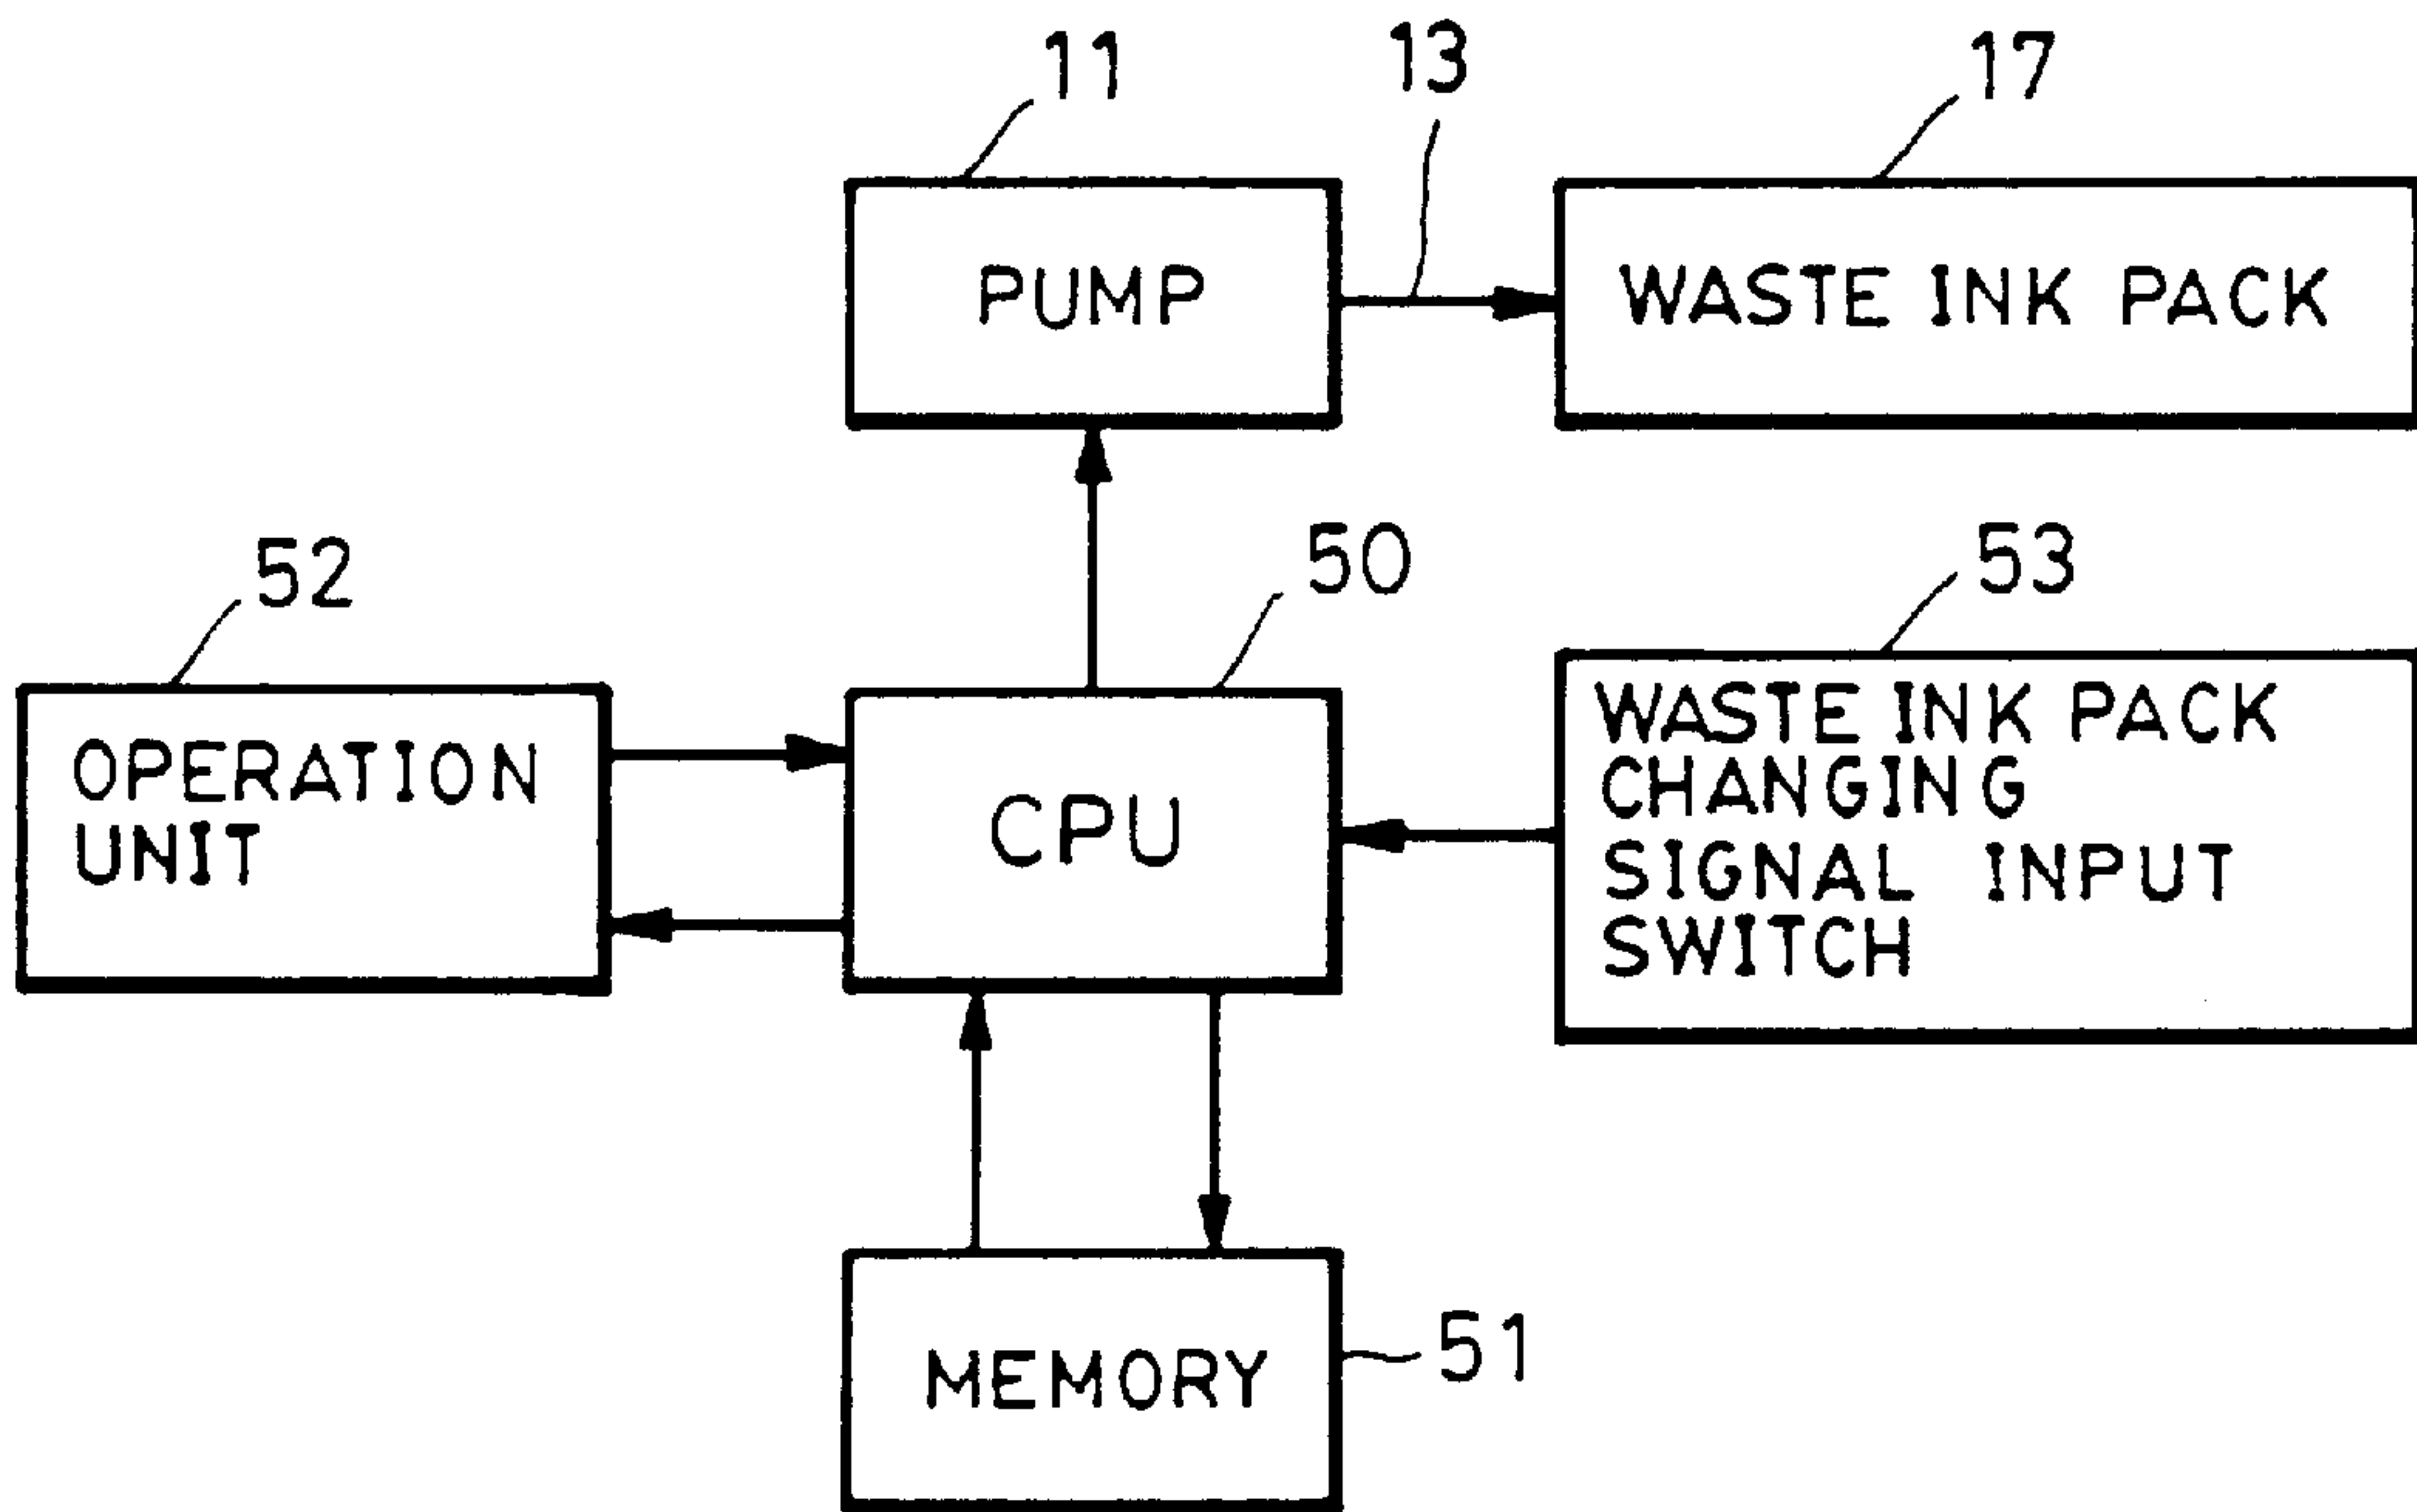 11
13
17
PUMP
WASTE INK PACK
52
50
53
OPERATION
UNIT
CPU
WASTE INK PACK
CHANGING
SIGNAL INPUT
SWITCH
MEMORY
51